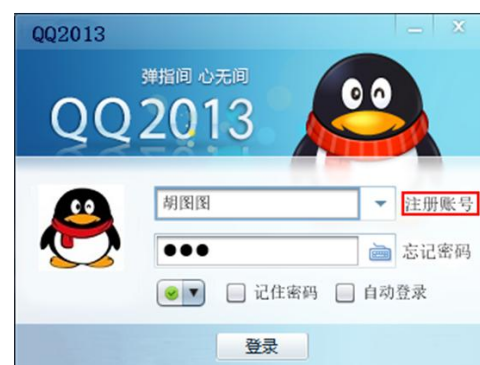 QQ2013
弹指间 心无间
QQ2013
胡图图 注册账号
●●● 忘记密码
记住密码 自动登录
登录